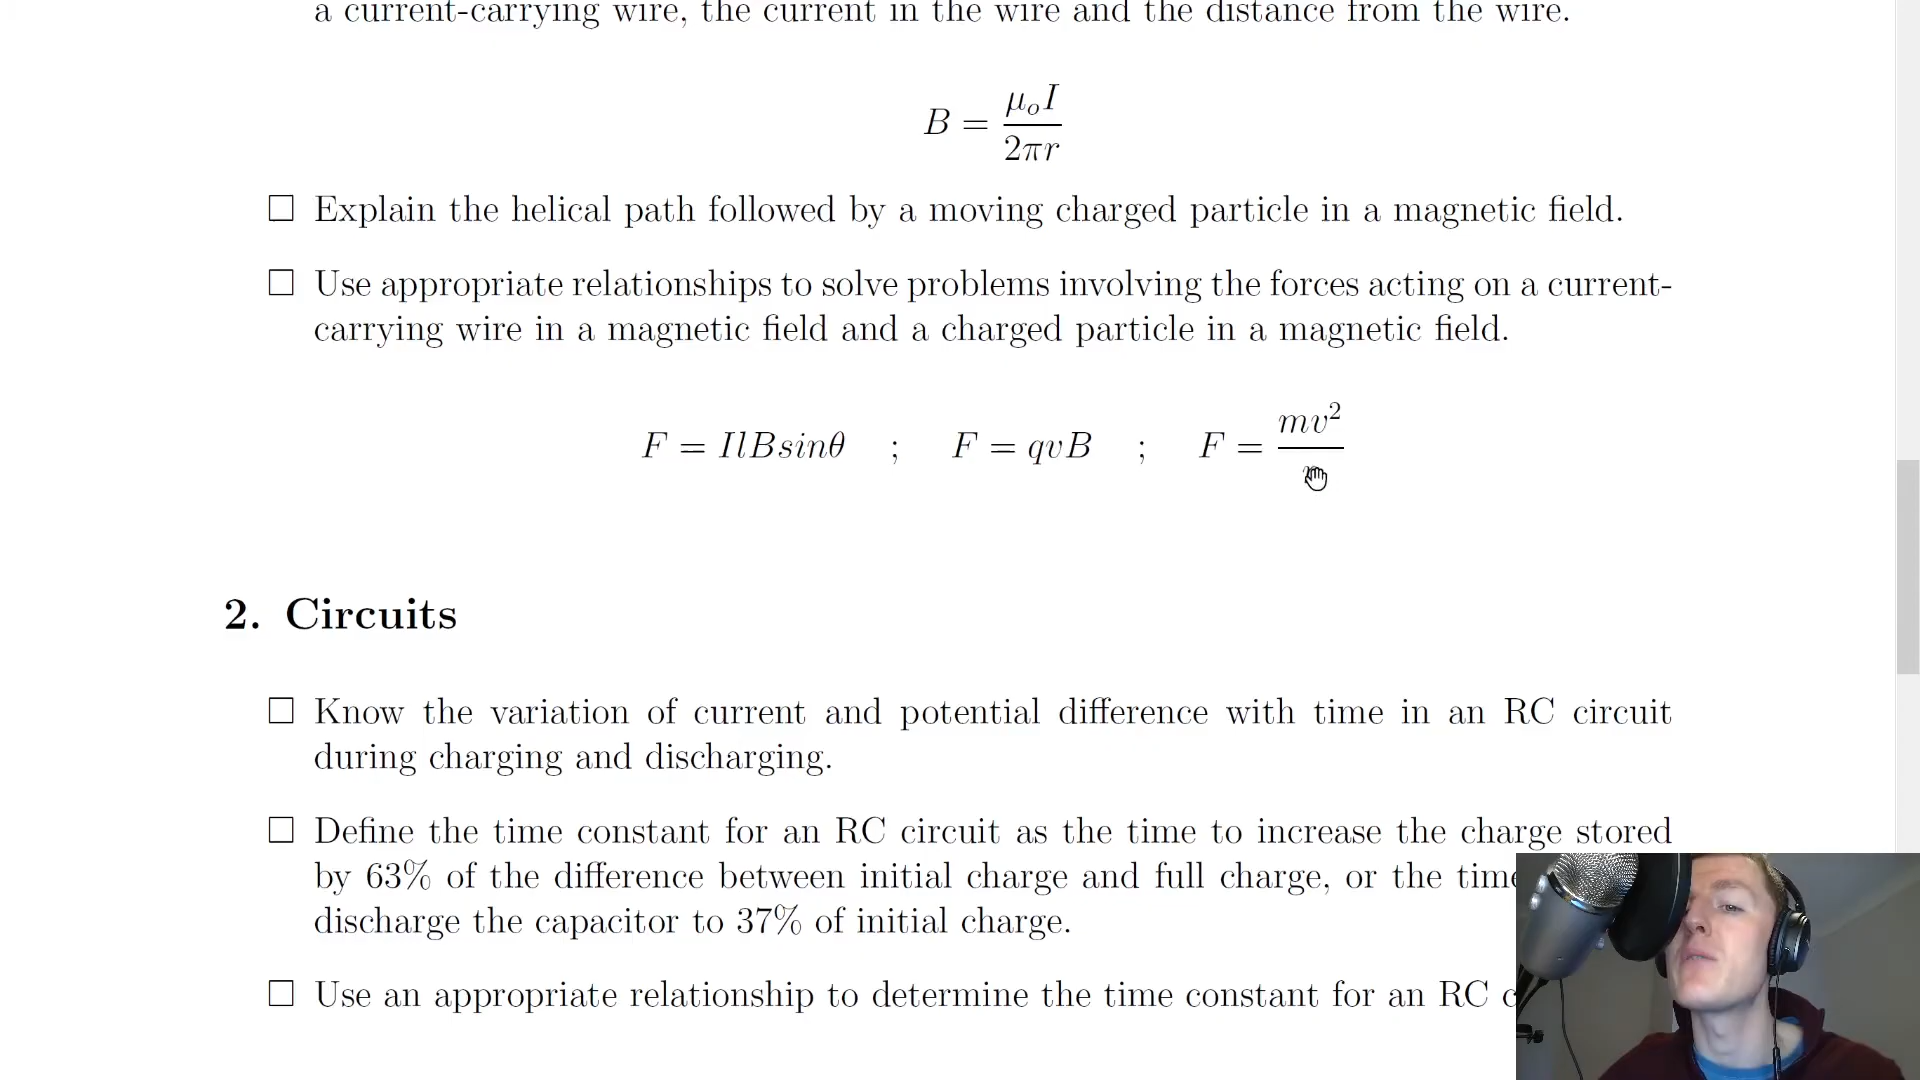 a current-carrying wire, the current in the wire and the distance from the wire.
B = μₒI / 2πr
☐ Explain the helical path followed by a moving charged particle in a magnetic field.
☐ Use appropriate relationships to solve problems involving the forces acting on a current-
carrying wire in a magnetic field and a charged particle in a magnetic field.
F = IlBsinθ ; F = qvB ; F = mv² /
2. Circuits
☐ Know the variation of current and potential difference with time in an RC circuit
during charging and discharging.
☐ Define the time constant for an RC circuit as the time to increase the charge stored
by 63% of the difference between initial charge and full charge, or the time
discharge the capacitor to 37% of initial charge.
☐ Use an appropriate relationship to determine the time constant for an RC